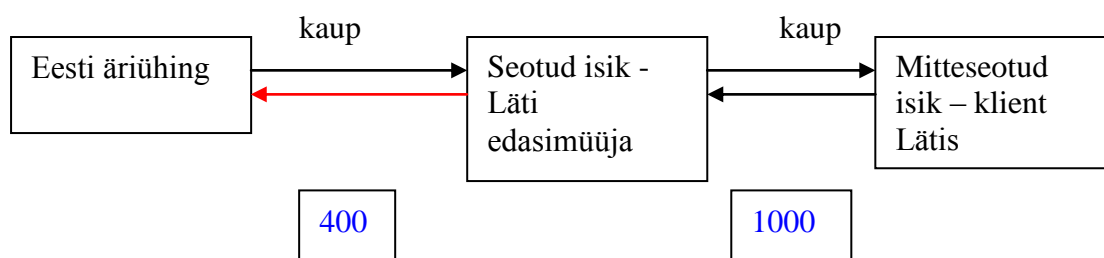 kaup
kaup
Eesti äriühing
Seotud isik -
Läti
edasimüüja
Mitteseotud
isik – klient
Lätis
400
1000